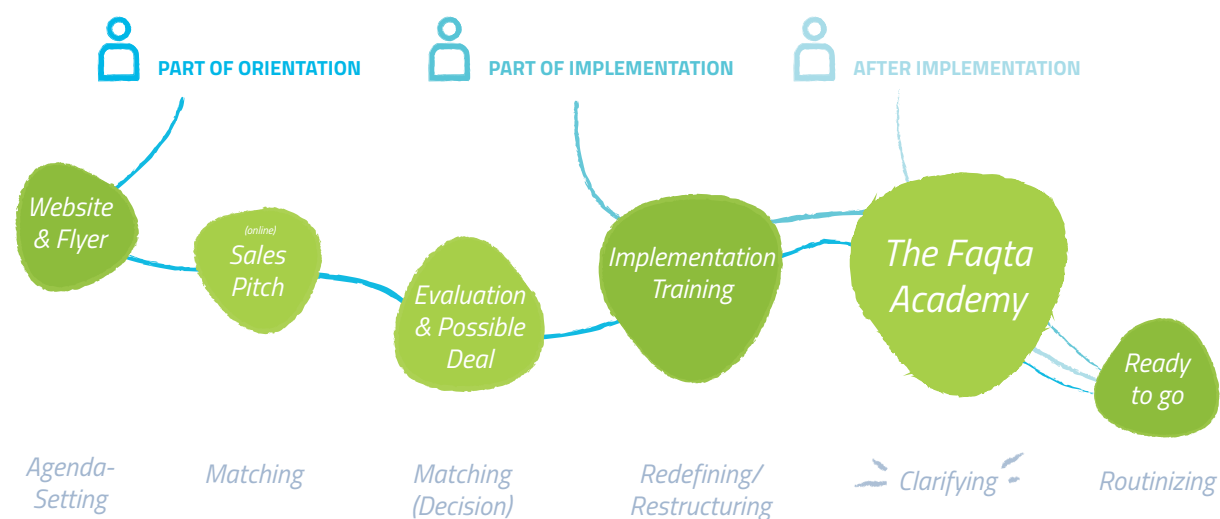 PART OF ORIENTATION
PART OF IMPLEMENTATION
AFTER IMPLEMENTATION
Website
& Flyer
(online)
Sales
Pitch
Evaluation
& Possible
Deal
Implementation
Training
The Faqta
Academy
Ready
to go
Agenda-
Setting
Matching
Matching
(Decision)
Redefining/
Restructuring
Clarifying
Routinizing